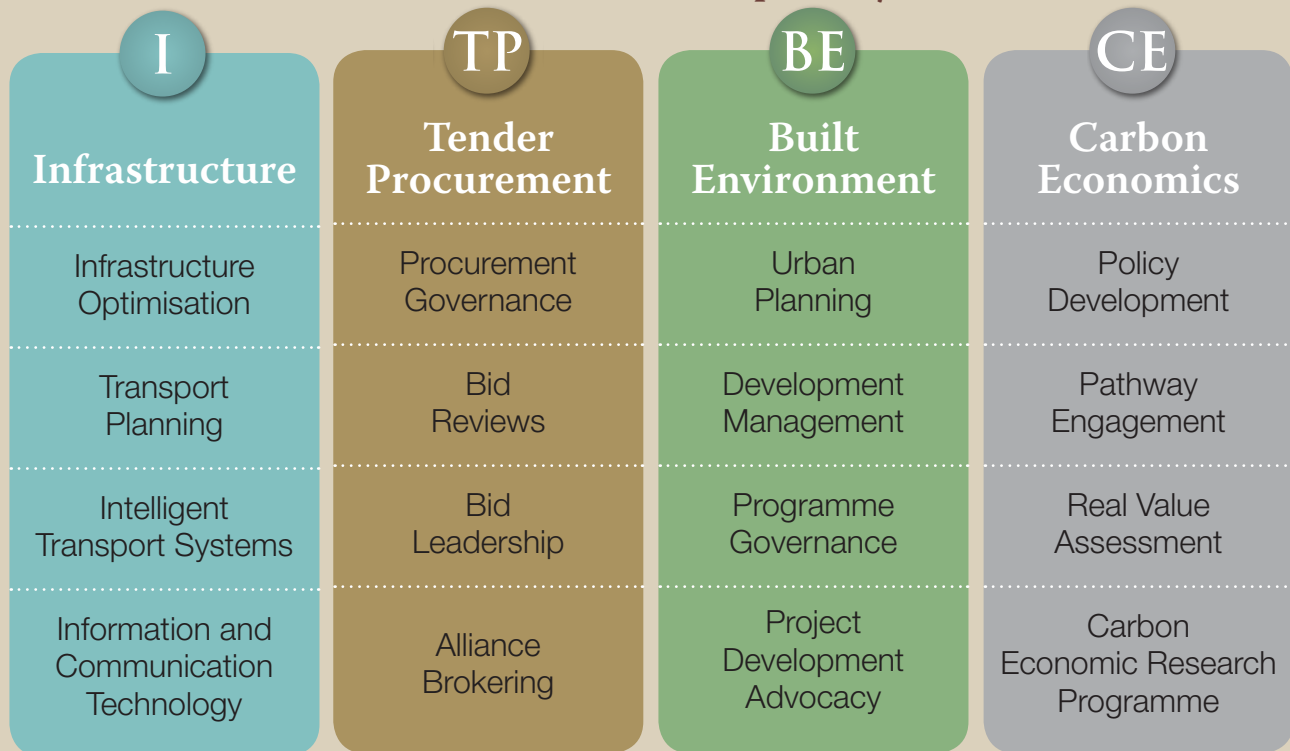 I
Infrastructure
Infrastructure
Optimisation
Transport
Planning
Intelligent
Transport Systems
Information and
Communication
Technology
TP
Tender
Procurement
Procurement
Governance
Bid
Reviews
Bid
Leadership
Alliance
Brokering
BE
Built
Environment
Urban
Planning
Development
Management
Programme
Governance
Project
Development
Advocacy
CE
Carbon
Economics
Policy
Development
Pathway
Engagement
Real Value
Assessment
Carbon
Economic Research
Programme